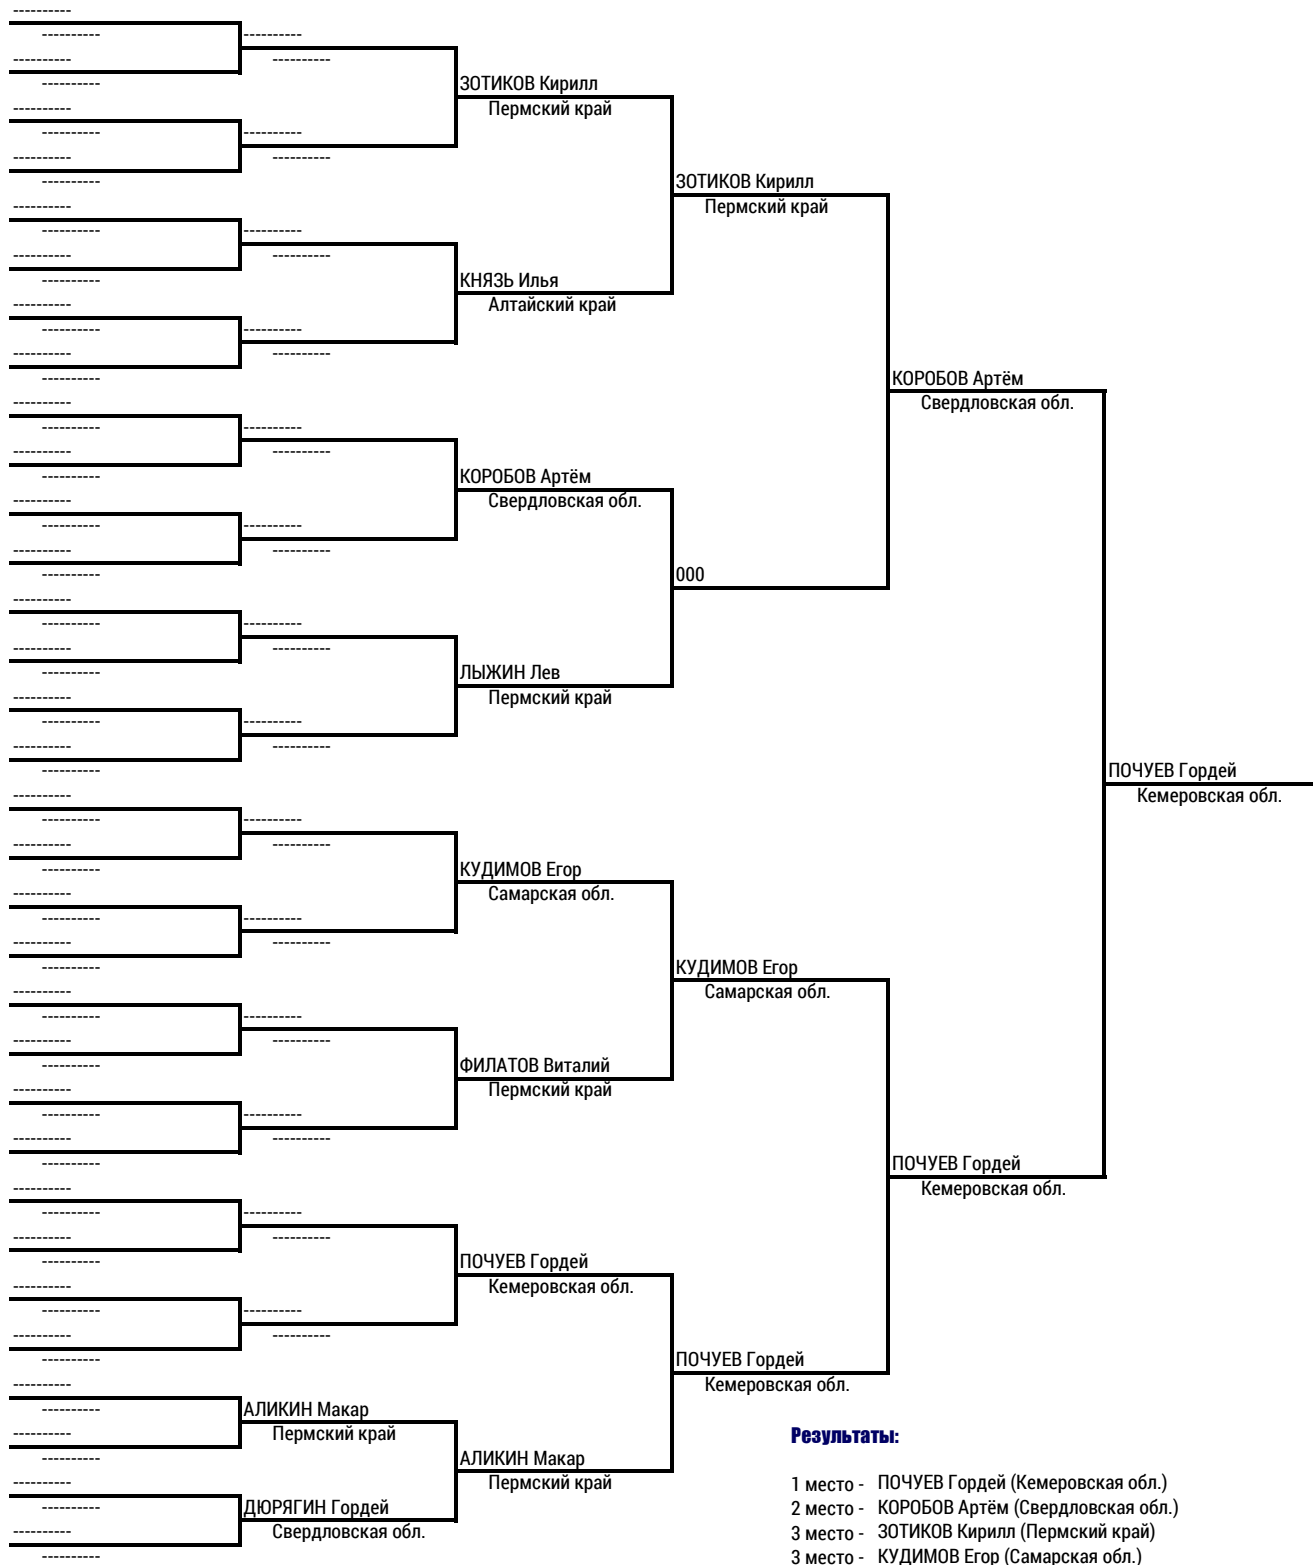 ЗОТИКОВ Кирилл
Пермский край
ЗОТИКОВ Кирилл
Пермский край
КНЯЗЬ Илья
Алтайский край
КОРОБОВ Артём
Свердловская обл.
КОРОБОВ Артём
Свердловская обл.
000
ЛЫЖИН Лев
Пермский край
ПОЧУЕВ Гордей
Кемеровская обл.
КУДИМОВ Егор
Самарская обл.
КУДИМОВ Егор
Самарская обл.
ФИЛАТОВ Виталий
Пермский край
ПОЧУЕВ Гордей
Кемеровская обл.
ПОЧУЕВ Гордей
Кемеровская обл.
ПОЧУЕВ Гордей
Кемеровская обл.
АЛИКИН Макар
Пермский край
АЛИКИН Макар
Пермский край
ДЮРЯГИН Гордей
Свердловская обл.
Результаты:
1 место - ПОЧУЕВ Гордей (Кемеровская обл.)
2 место - КОРОБОВ Артём (Свердловская обл.)
3 место - ЗОТИКОВ Кирилл (Пермский край)
3 место - КУДИМОВ Егор (Самарская обл.)